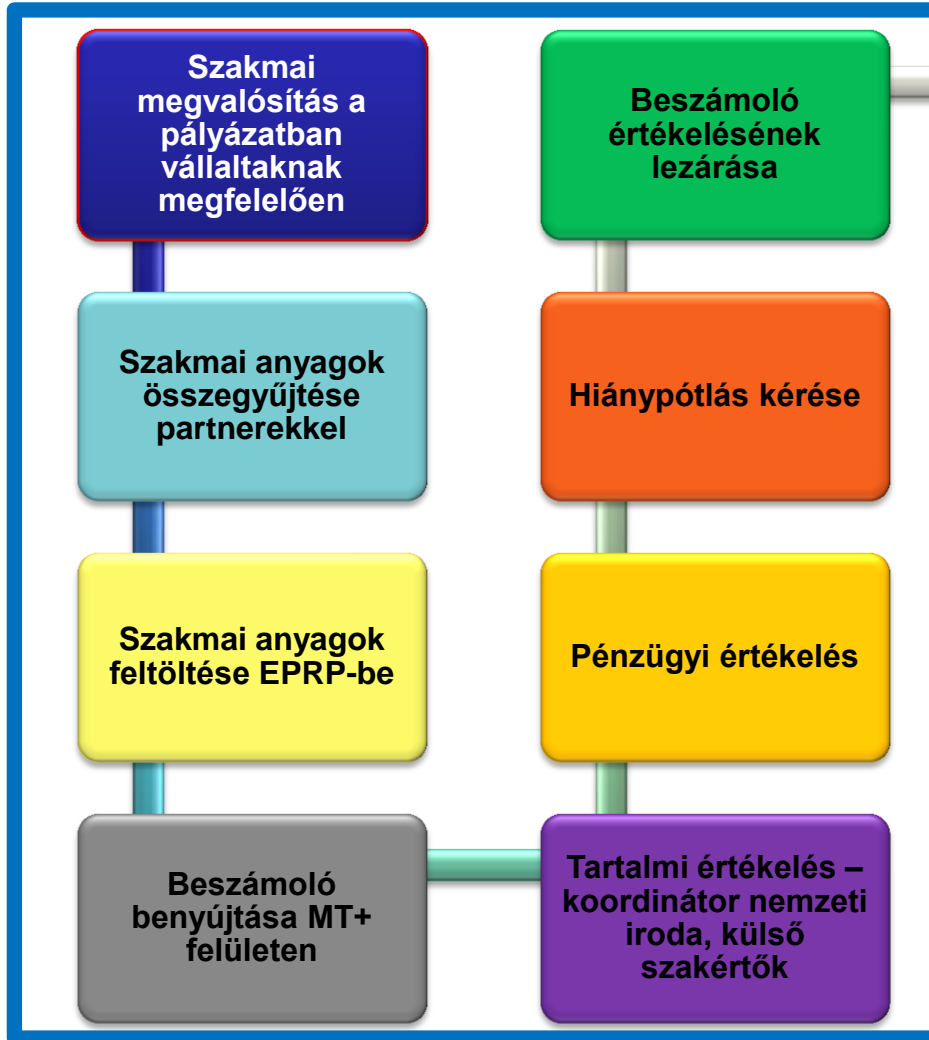 Szakmai
megvalósítás a
pályázatban
vállaltaknak
megfelelően
Szakmai anyagok
összegyűjtése
partnerekkel
Szakmai anyagok
feltöltése EPRP-be
Beszámoló
benyújtása MT+
felületen
Tartalmi értékelés –
koordinátor nemzeti
iroda, külső
szakértők
Pénzügyi értékelés
Hiánypótlás kérése
Beszámoló
értékelésének
lezárása